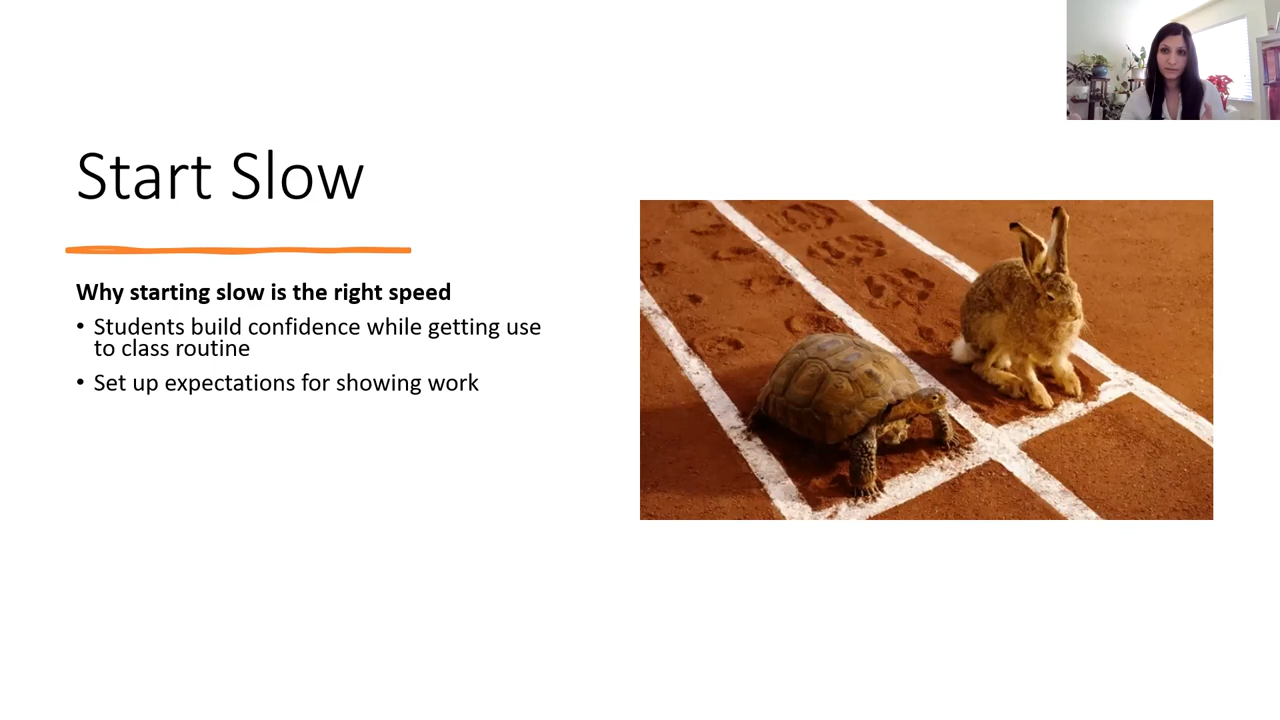 Start Slow
Why starting slow is the right speed
• Students build confidence while getting use
to class routine
• Set up expectations for showing work